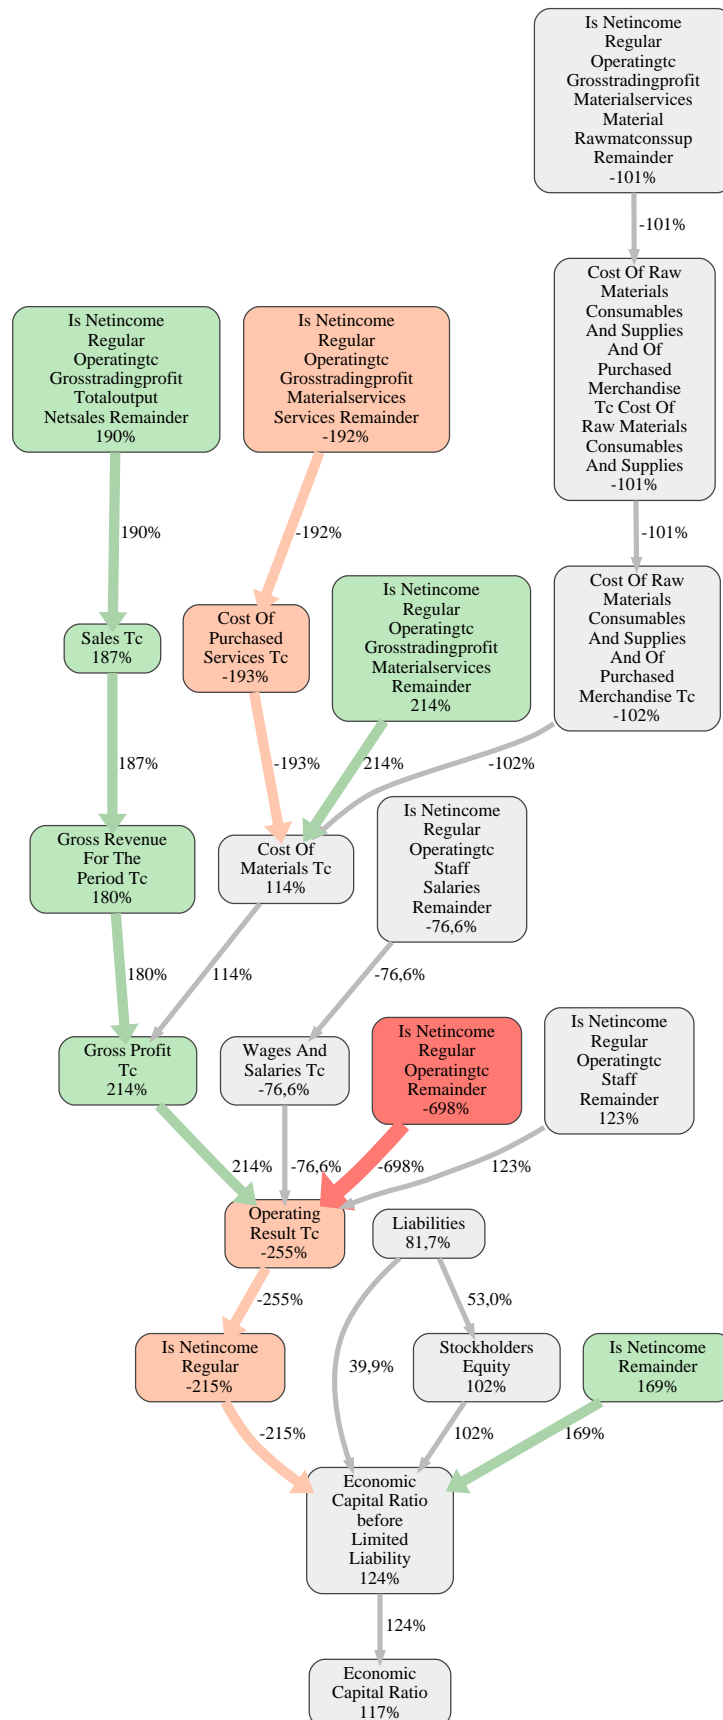 Is Netincome
Regular
Operatingtc
Grosstradingprofit
Materialservices
Material
Rawmatconssup
Remainder
-101%
-101%
Cost Of Raw
Materials
Consumables
And Supplies
And Of
Purchased
Merchandise
Tc Cost Of
Raw Materials
Consumables
And Supplies
-101%
Is Netincome
Regular
Operatingtc
Grosstradingprofit
Totaloutput
Netsales Remainder
190%
Is Netincome
Regular
Operatingtc
Grosstradingprofit
Materialservices
Services Remainder
-192%
190%
-192%
-101%
Cost Of Raw
Materials
Consumables
And Supplies
And Of
Purchased
Merchandise Tc
-102%
Is Netincome
Regular
Operatingtc
Grosstradingprofit
Materialservices
Remainder
214%
Cost Of
Purchased
Services Tc
-193%
Sales Tc
187%
187%
-193%
214%
-102%
Is Netincome
Regular
Operatingtc
Staff
Salaries
Remainder
-76,6%
Gross Revenue
For The
Period Tc
180%
Cost Of
Materials Tc
114%
180%
114%
-76,6%
Gross Profit
Tc
214%
Wages And
Salaries Tc
-76,6%
Is Netincome
Regular
Operatingtc
Remainder
-698%
Is Netincome
Regular
Operatingtc
Staff
Remainder
123%
214%
-76,6%
-698%
123%
Operating
Result Tc
-255%
Liabilities
81,7%
-255%
53,0%
Is Netincome
Regular
-215%
39,9%
Stockholders
Equity
102%
Is Netincome
Remainder
169%
-215%
102%
169%
Economic
Capital Ratio
before
Limited
Liability
124%
124%
Economic
Capital Ratio
117%